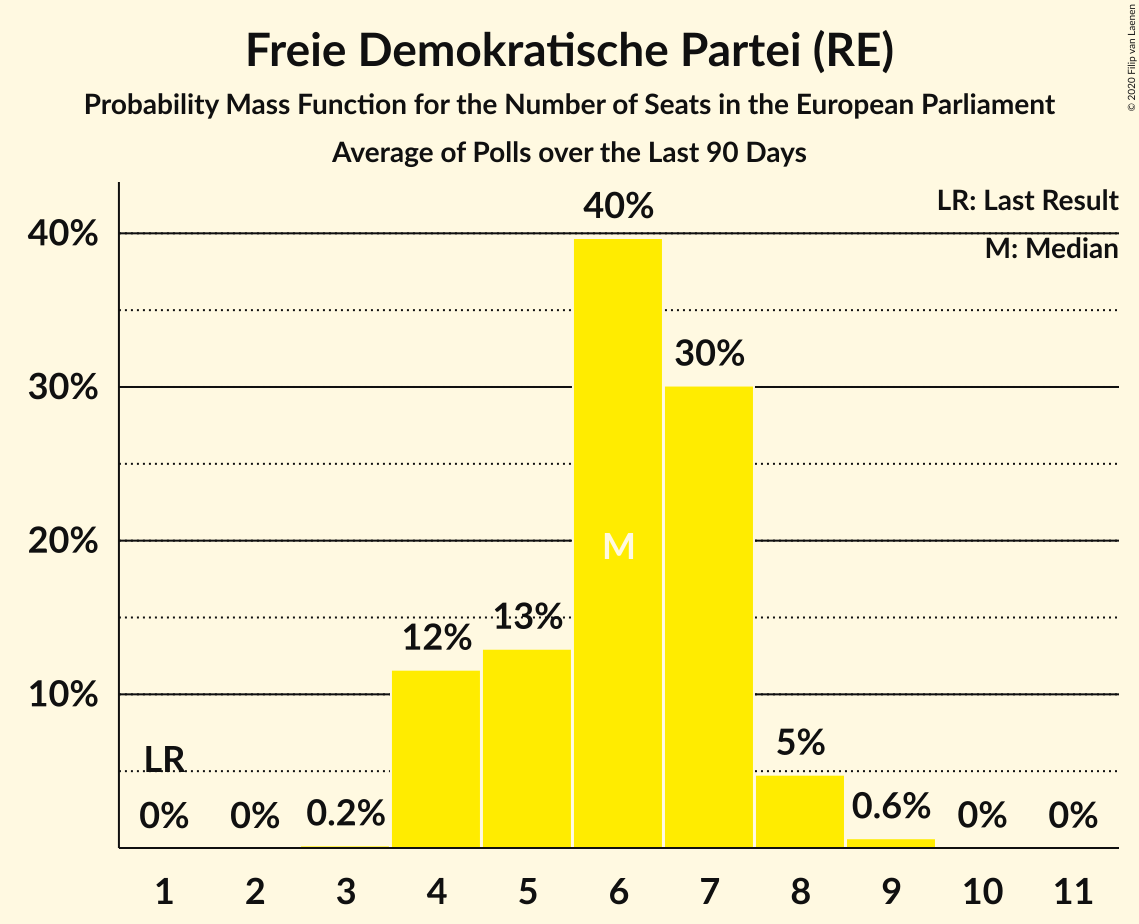 Freie Demokratische Partei (RE)
Probability Mass Function for the Number of Seats in the European Parliament
Average of Polls over the Last 90 Days
© 2020 Filip van Laenen
LR: Last Result
M: Median
40%
30%
20%
10%
40%
30%
M
13%
12%
5%
LR
0%
0%
0.2%
0.6%
0%
0%
1 2 3 4 5 6 7 8 9 10 11